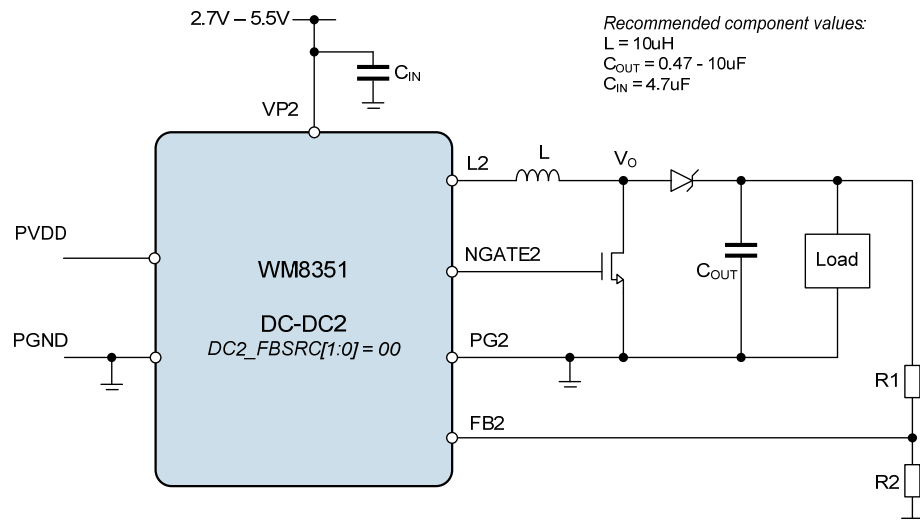 2.7V – 5.5V
Recommended component values:
L = 10uH
COUT = 0.47 - 10uF
CIN = 4.7uF
CIN
VP2
L2
L
VO
PVDD
NGATE2
WM8351
COUT
Load
DC-DC2
PGND
DC2_FBSRC[1:0] = 00
PG2
R1
FB2
R2